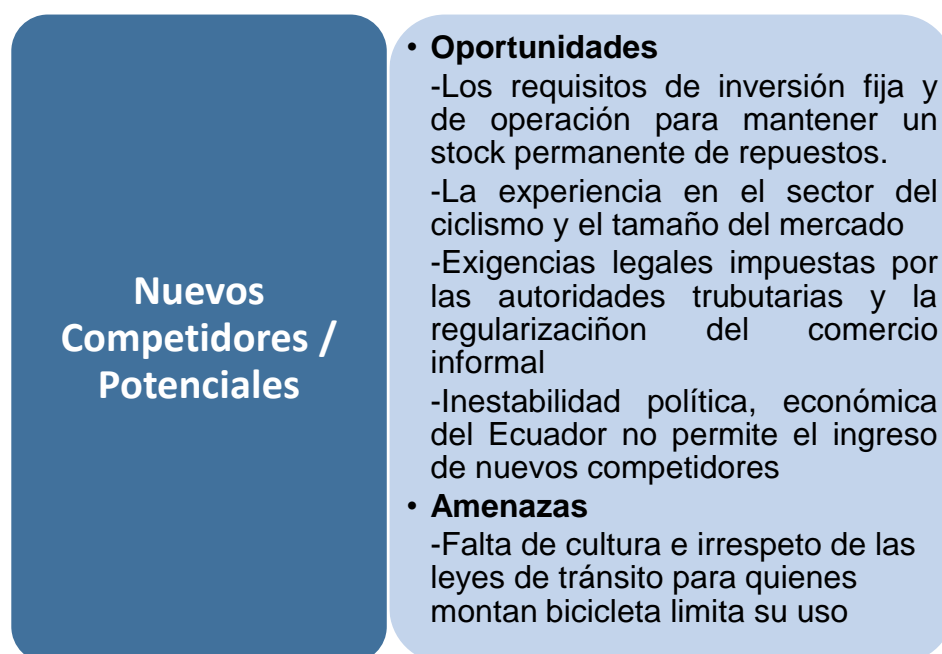 Nuevos
Competidores /
Potenciales
• Oportunidades
-Los requisitos de inversión fija y
de operación para mantener un
stock permanente de repuestos.
-La experiencia en el sector del
ciclismo y el tamaño del mercado
-Exigencias legales impuestas por
las autoridades trubutarias y la
regularizaciñon del comercio
informal
-Inestabilidad política, económica
del Ecuador no permite el ingreso
de nuevos competidores
• Amenazas
-Falta de cultura e irrespeto de las
leyes de tránsito para quienes
montan bicicleta limita su uso